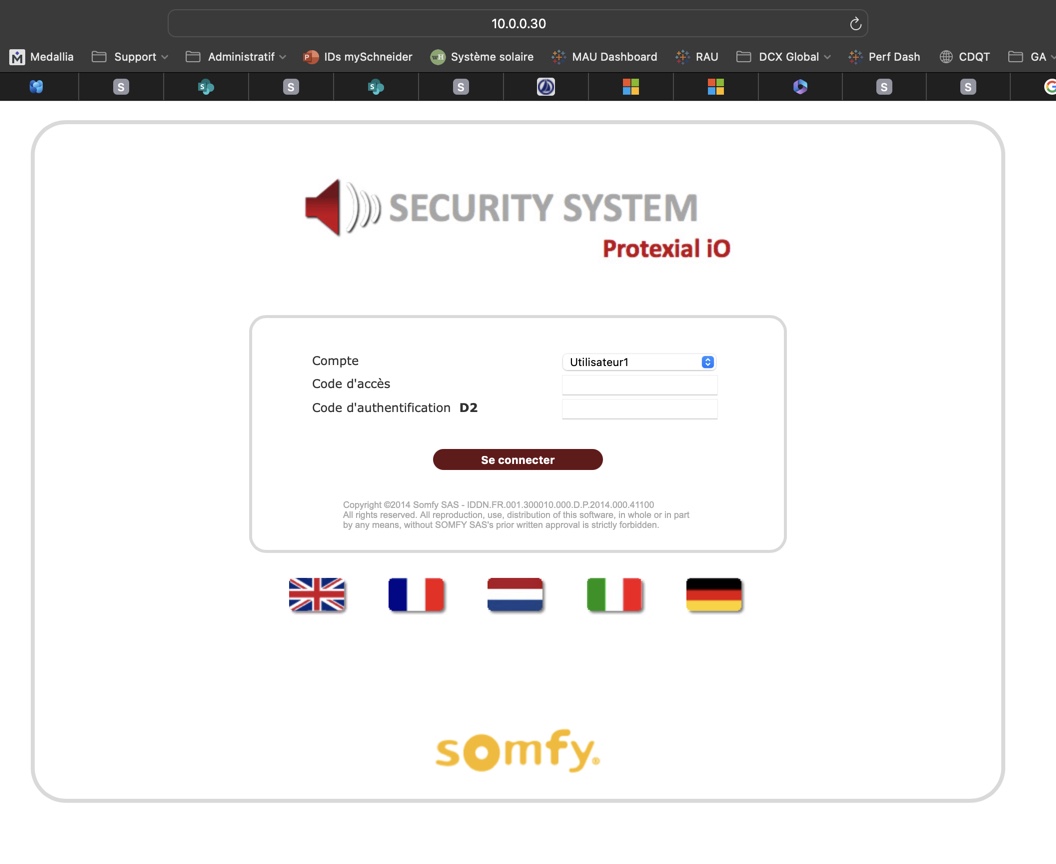 10.0.0.30
Medallia Support Administratif IDs mySchneider Système solaire MAU Dashboard RAU DCX Global Perf Dash CDQT GA
S S S S S S S
SECURITY SYSTEM
Protexial iO
Compte Utilisateur1
Code d'accès
Code d'authentification D2
Se connecter
Copyright ©2014 Somfy SAS - IDDN.FR.001.300010.000.D.P.2014.000.41100
All rights reserved. All reproduction, use, distribution of this software, in whole or in part
by any means, without SOMFY SAS's prior written approval is strictly forbidden.
somfy®